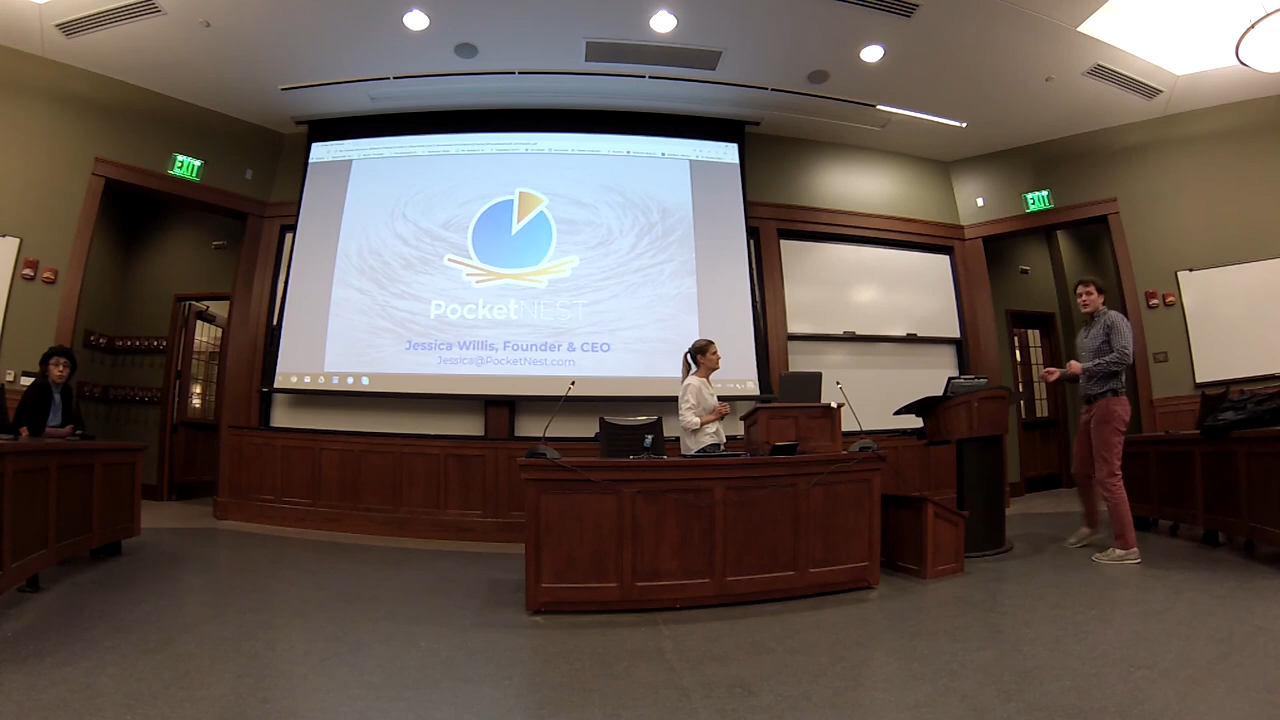 EXIT
EXIT
PocketNEST
Jessica Willis, Founder & CEO
Jessica@PocketNest.com